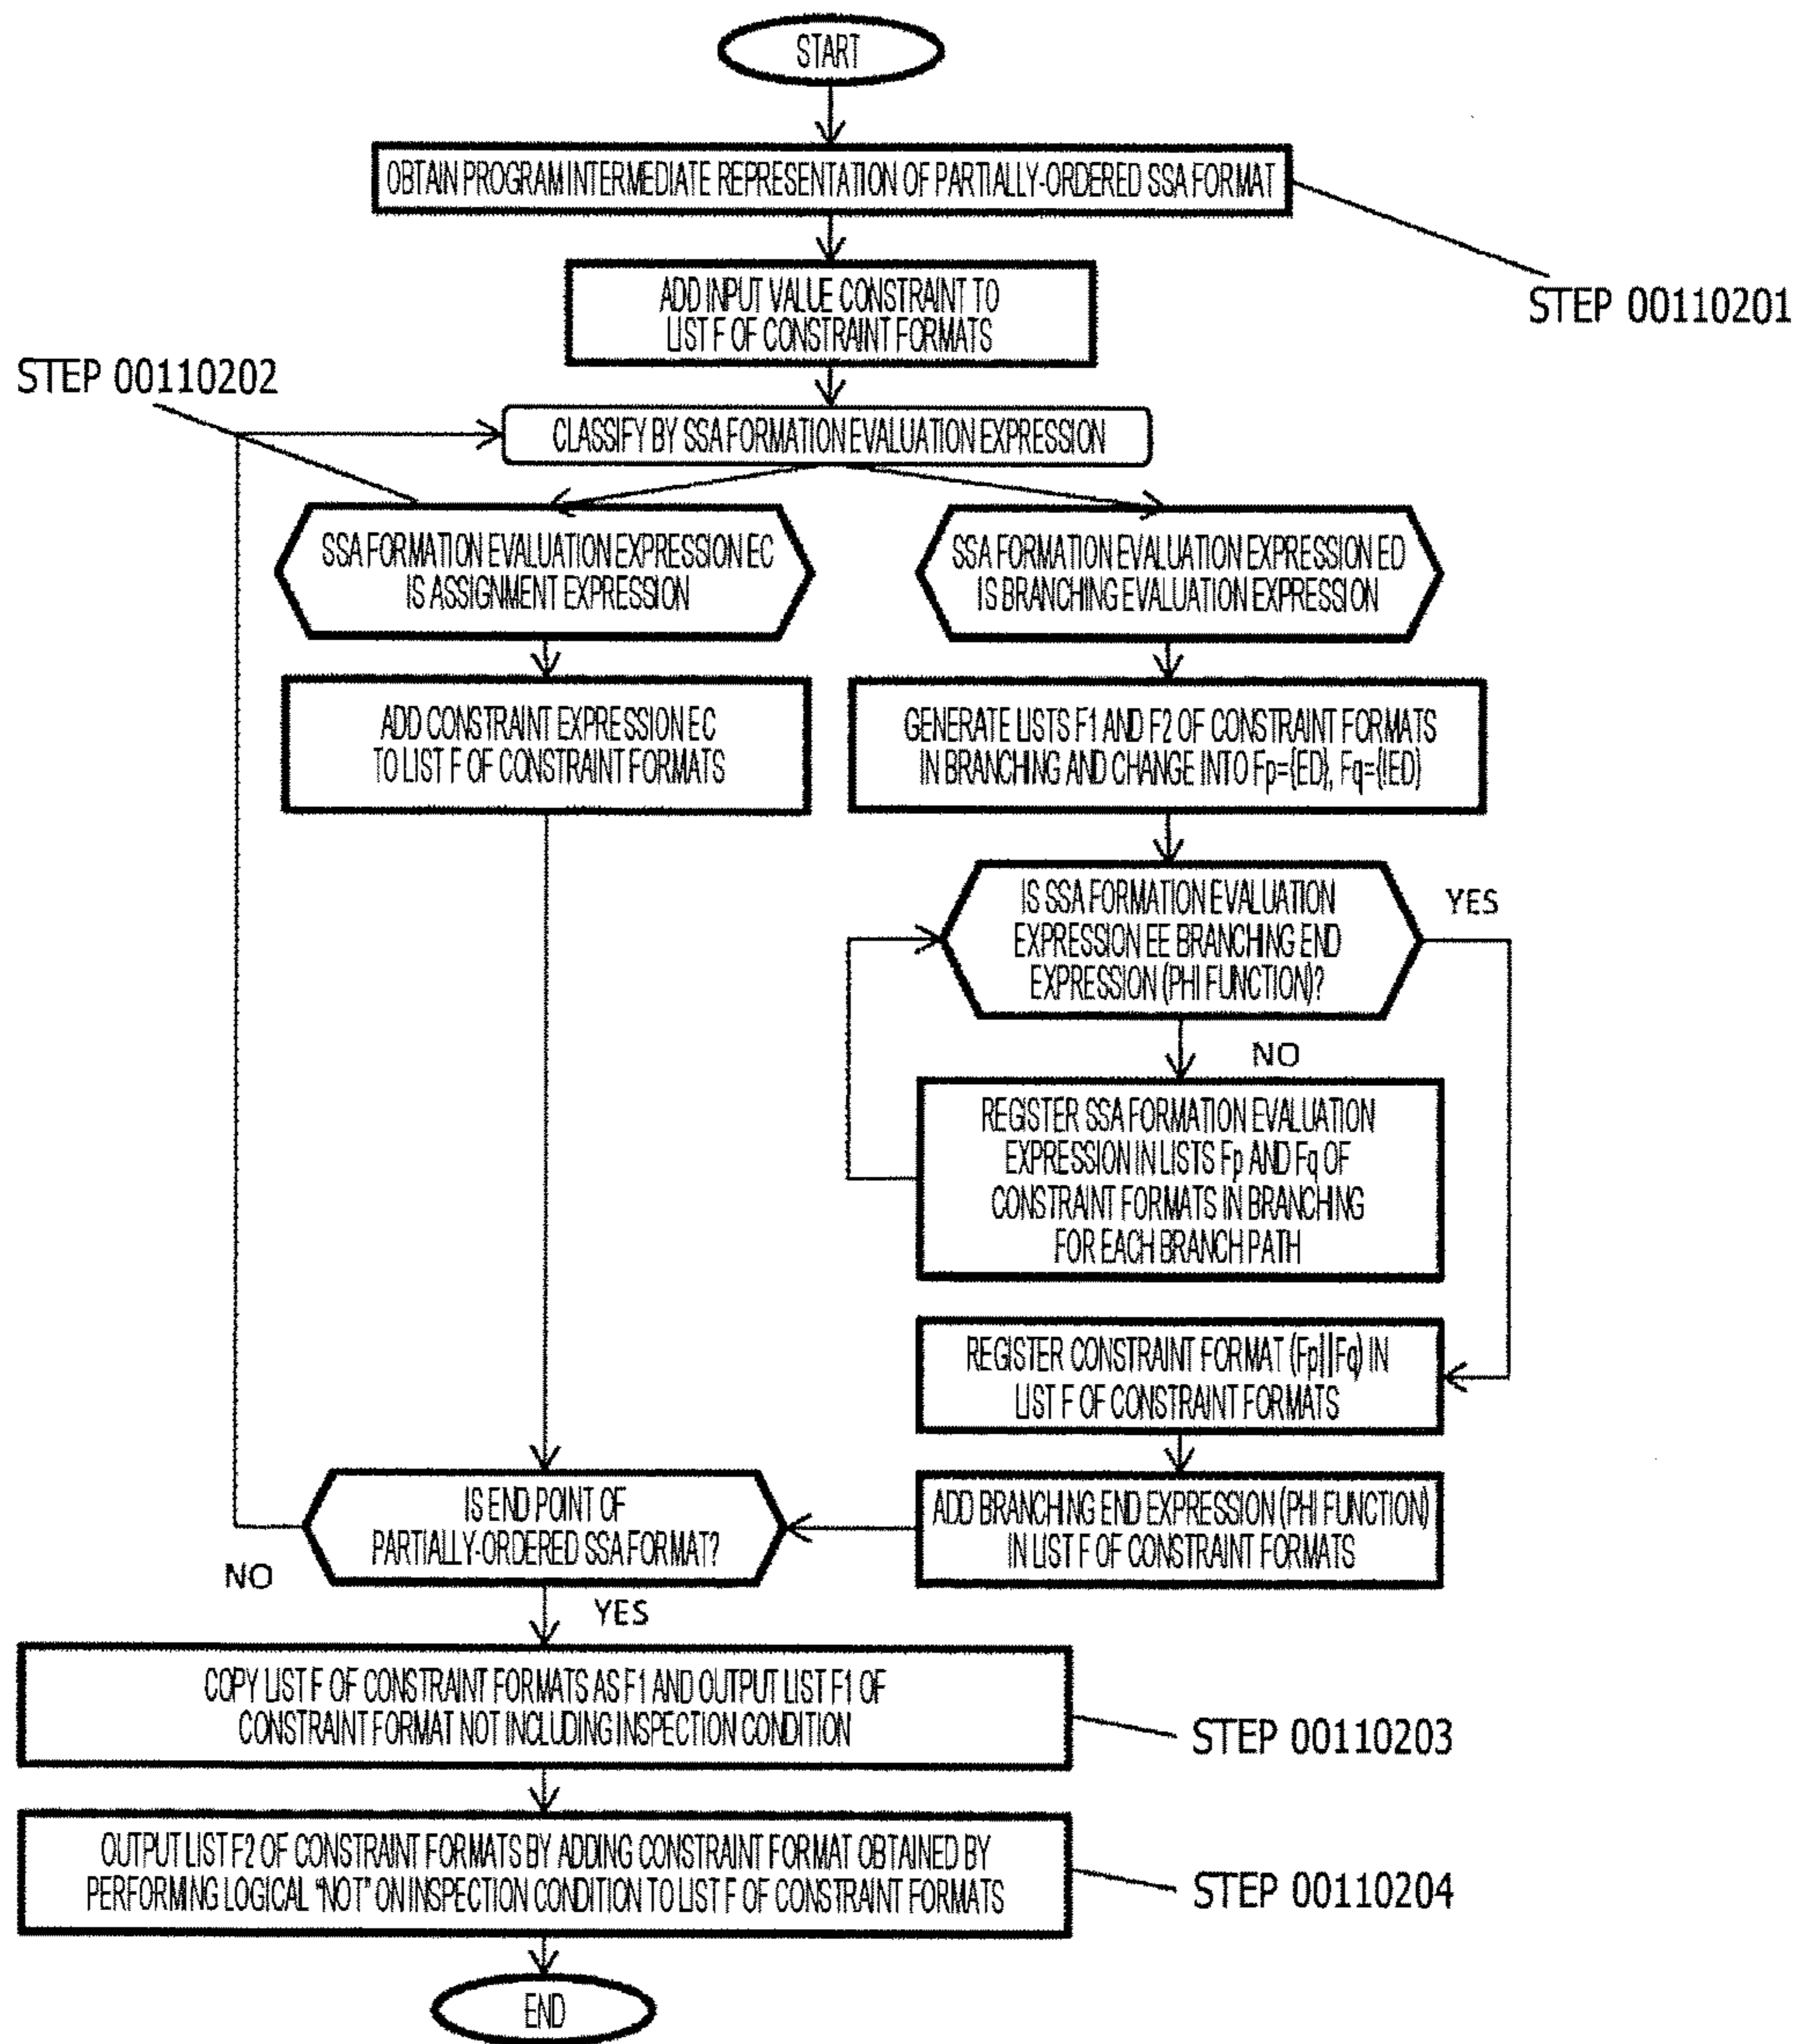 START
OBTAIN PROGRAM INTERMEDIATE REPRESENTATION OF PARTIALLY-ORDERED SSA FORMAT
STEP 00110201
ADD INPUT VALUE CONSTRAINT TO
LIST F OF CONSTRAINT FORMATS
STEP 00110202
CLASSIFY BY SSA FORMATION EVALUATION EXPRESSION
SSA FORMATION EVALUATION EXPRESSION EC
IS ASSIGNMENT EXPRESSION
SSA FORMATION EVALUATION EXPRESSION ED
IS BRANCHING EVALUATION EXPRESSION
ADD CONSTRAINT EXPRESSION EC
TO LIST F OF CONSTRAINT FORMATS
GENERATE LISTS F1 AND F2 OF CONSTRAINT FORMATS
IN BRANCHING AND CHANGE INTO Fp={ED}, Fq={!ED}
IS SSA FORMATION EVALUATION
EXPRESSION EE BRANCHING END
EXPRESSION (PHI FUNCTION)?
YES
NO
REGISTER SSA FORMATION EVALUATION
EXPRESSION IN LISTS Fp AND Fq OF
CONSTRAINT FORMATS IN BRANCHING
FOR EACH BRANCH PATH
REGISTER CONSTRAINT FORMAT (Fp||Fq) IN
LIST F OF CONSTRAINT FORMATS
ADD BRANCHING END EXPRESSION (PHI FUNCTION)
IN LIST F OF CONSTRAINT FORMATS
IS END POINT OF
PARTIALLY-ORDERED SSA FORMAT?
NO
YES
COPY LIST F OF CONSTRAINT FORMATS AS F1 AND OUTPUT LIST F1 OF
CONSTRAINT FORMAT NOT INCLUDING INSPECTION CONDITION
STEP 00110203
OUTPUT LIST F2 OF CONSTRAINT FORMATS BY ADDING CONSTRAINT FORMAT OBTAINED BY
PERFORMING LOGICAL "NOT" ON INSPECTION CONDITION TO LIST F OF CONSTRAINT FORMATS
STEP 00110204
END